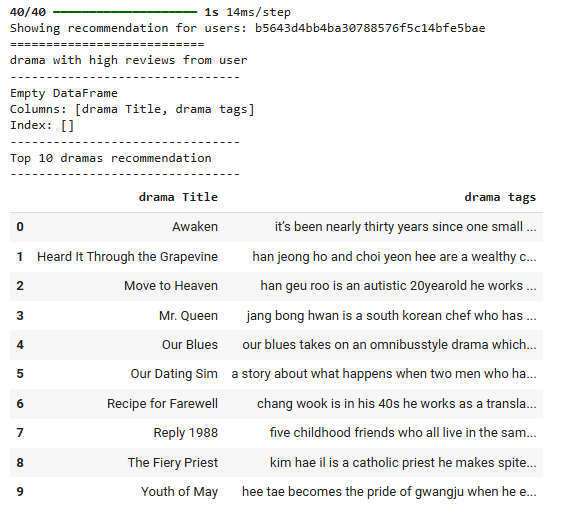 40/40 ━━━━━━━━━━━━━━━━━━━━ 1s 14ms/step
Showing recommendation for users: b5643d4bb4ba30788576f5c14bfe5bae
===========================
drama with high reviews from user
--------------------------------
Empty DataFrame
Columns: [drama Title, drama tags]
Index: []
--------------------------------
Top 10 dramas recommendation
--------------------------------
drama Title drama tags
0 Awaken it’s been nearly thirty years since one small ...
1 Heard It Through the Grapevine han jeong ho and choi yeon hee are a wealthy c...
2 Move to Heaven han geu roo is an autistic 20yearold he works ...
3 Mr. Queen jang bong hwan is a south korean chef who has ...
4 Our Blues our blues takes on an omnibusstyle drama which...
5 Our Dating Sim a story about what happens when two men who ha...
6 Recipe for Farewell chang wook is in his 40s he works as a transla...
7 Reply 1988 five childhood friends who all live in the sam...
8 The Fiery Priest kim hae il is a catholic priest he makes spite...
9 Youth of May hee tae becomes the pride of gwangju when he e...